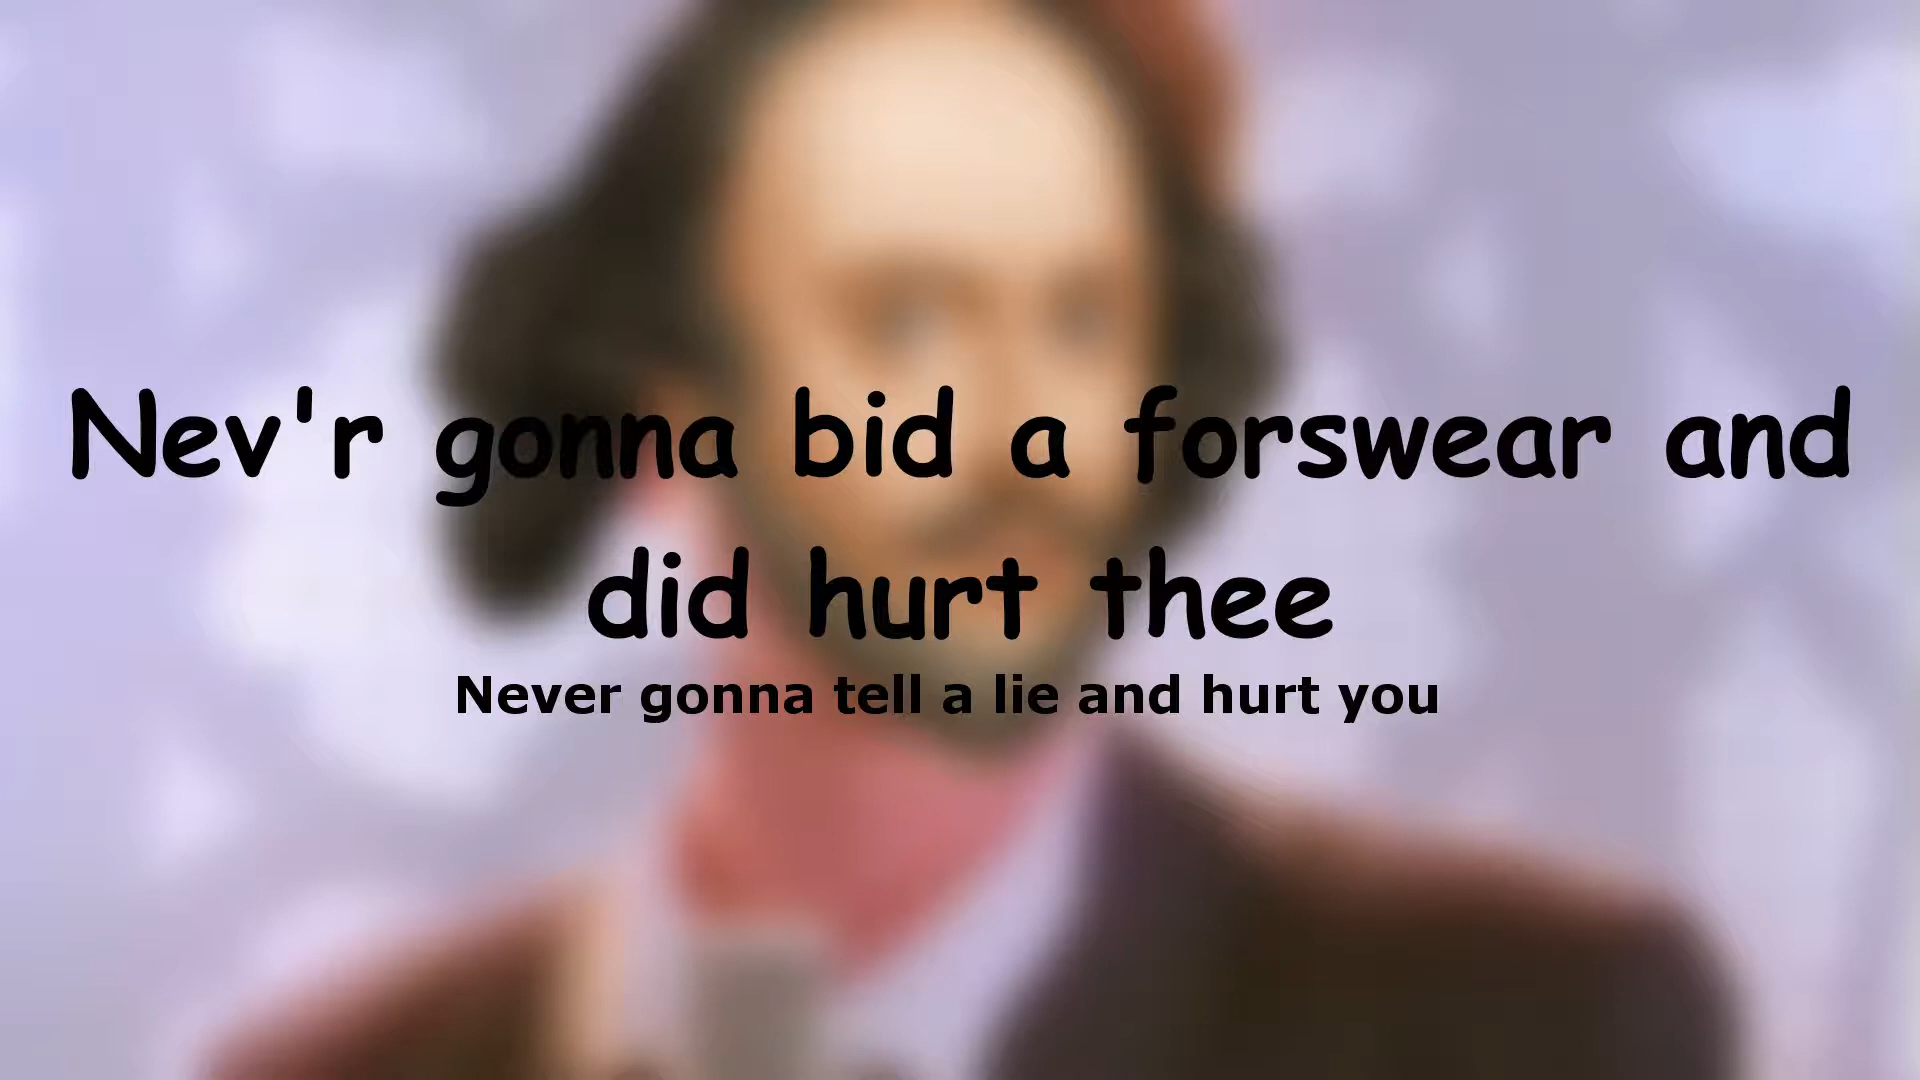 Nev'r gonna bid a forswear and
did hurt thee
Never gonna tell a lie and hurt you